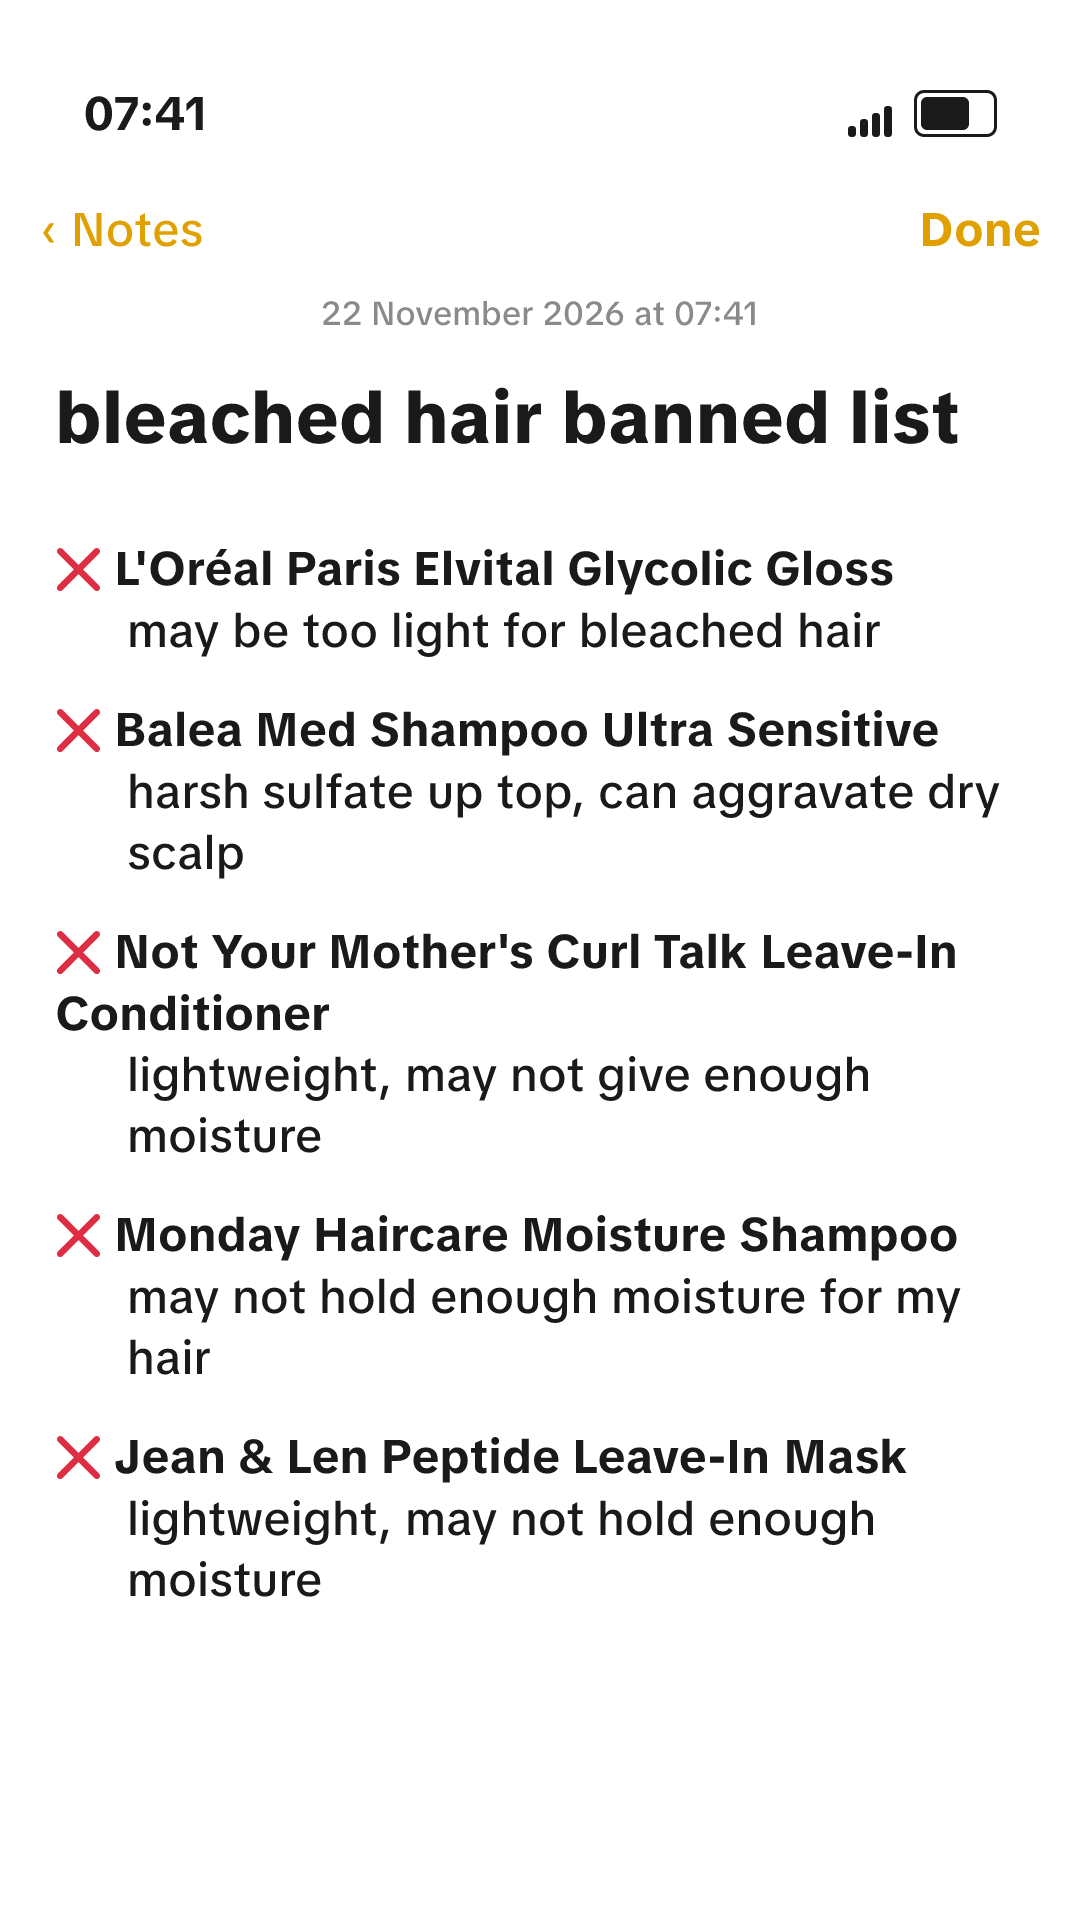 07:41
‹ Notes
Done
22 November 2026 at 07:41
bleached hair banned list
❌ L'Oréal Paris Elvital Glycolic Gloss
may be too light for bleached hair
❌ Balea Med Shampoo Ultra Sensitive
harsh sulfate up top, can aggravate dry
scalp
❌ Not Your Mother's Curl Talk Leave-In
Conditioner
lightweight, may not give enough
moisture
❌ Monday Haircare Moisture Shampoo
may not hold enough moisture for my
hair
❌ Jean & Len Peptide Leave-In Mask
lightweight, may not hold enough
moisture